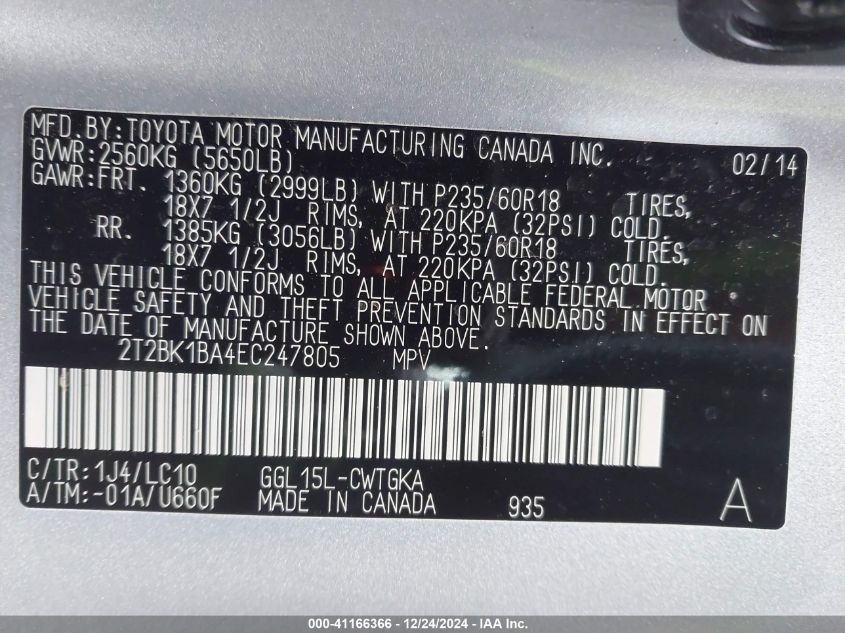 MFD.BY:TOYOTA MOTOR MANUFACTURING CANADA INC. 02/14
GVWR:2560KG (5650LB)
GAWR:FRT. 1360KG (2999LB) WITH P235/60R18 TIRES,
18X7 1/2J RIMS, AT 220KPA (32PSI) COLD
RR. 1385KG (3056LB) WITH P235/60R18 TIRES,
18X7 1/2J RIMS, AT 220KPA (32PSI) COLD.
THIS VEHICLE CONFORMS TO ALL APPLICABLE FEDERAL MOTOR
VEHICLE SAFETY AND THEFT PREVENTION STANDARDS IN EFFECT ON
THE DATE OF MANUFACTURE SHOWN ABOVE.
2T2BK1BA4EC247805 MPV
C/TR:1J4/LC10 GGL15L-CWTGKA
A/TM:-01A/U660F MADE IN CANADA 935 A
000-41166366 - 12/24/2024 - IAA Inc.